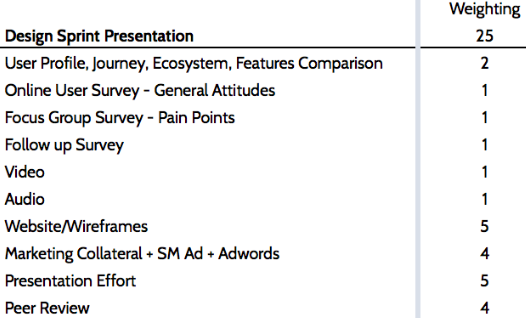 Weighting
Design Sprint Presentation 25
User Profile, Journey, Ecosystem, Features Comparison 2
Online User Survey - General Attitudes 1
Focus Group Survey - Pain Points 1
Follow up Survey 1
Video 1
Audio 1
Website/Wireframes 5
Marketing Collateral + SM Ad + Adwords 4
Presentation Effort 5
Peer Review 4